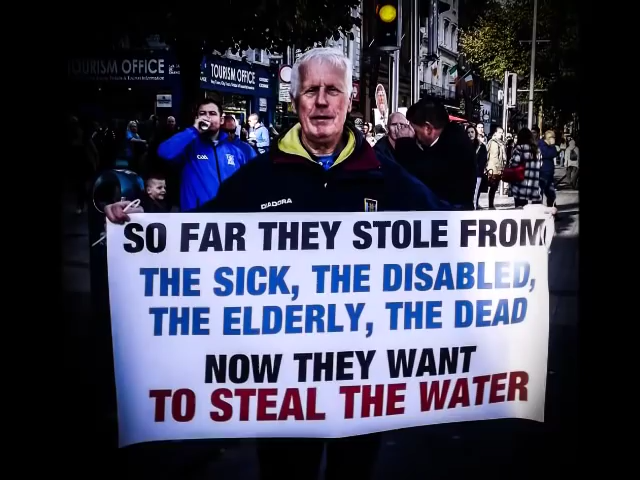 TOURISM OFFICE
TOURISM OFFICE
GAA
DIADORA
SO FAR THEY STOLE FROM
THE SICK, THE DISABLED,
THE ELDERLY, THE DEAD
NOW THEY WANT
TO STEAL THE WATER